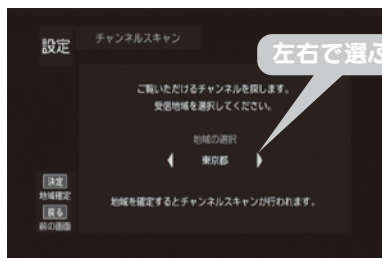 設定
チャンネルスキャン
左右で選ぶ
ご覧いただけるチャンネルを探します。
受信地域を選択してください。
地域の選択
東京都
決定
地域確定
戻る
前の画面
地域を確定するとチャンネルスキャンが行われます。